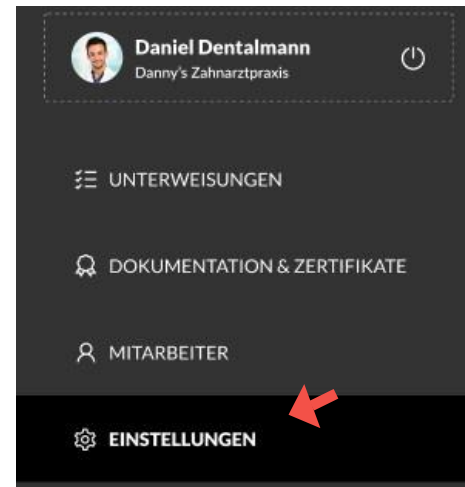 Daniel Dentalmann
Danny's Zahnarztpraxis
UNTERWEISUNGEN
DOKUMENTATION & ZERTIFIKATE
MITARBEITER
EINSTELLUNGEN